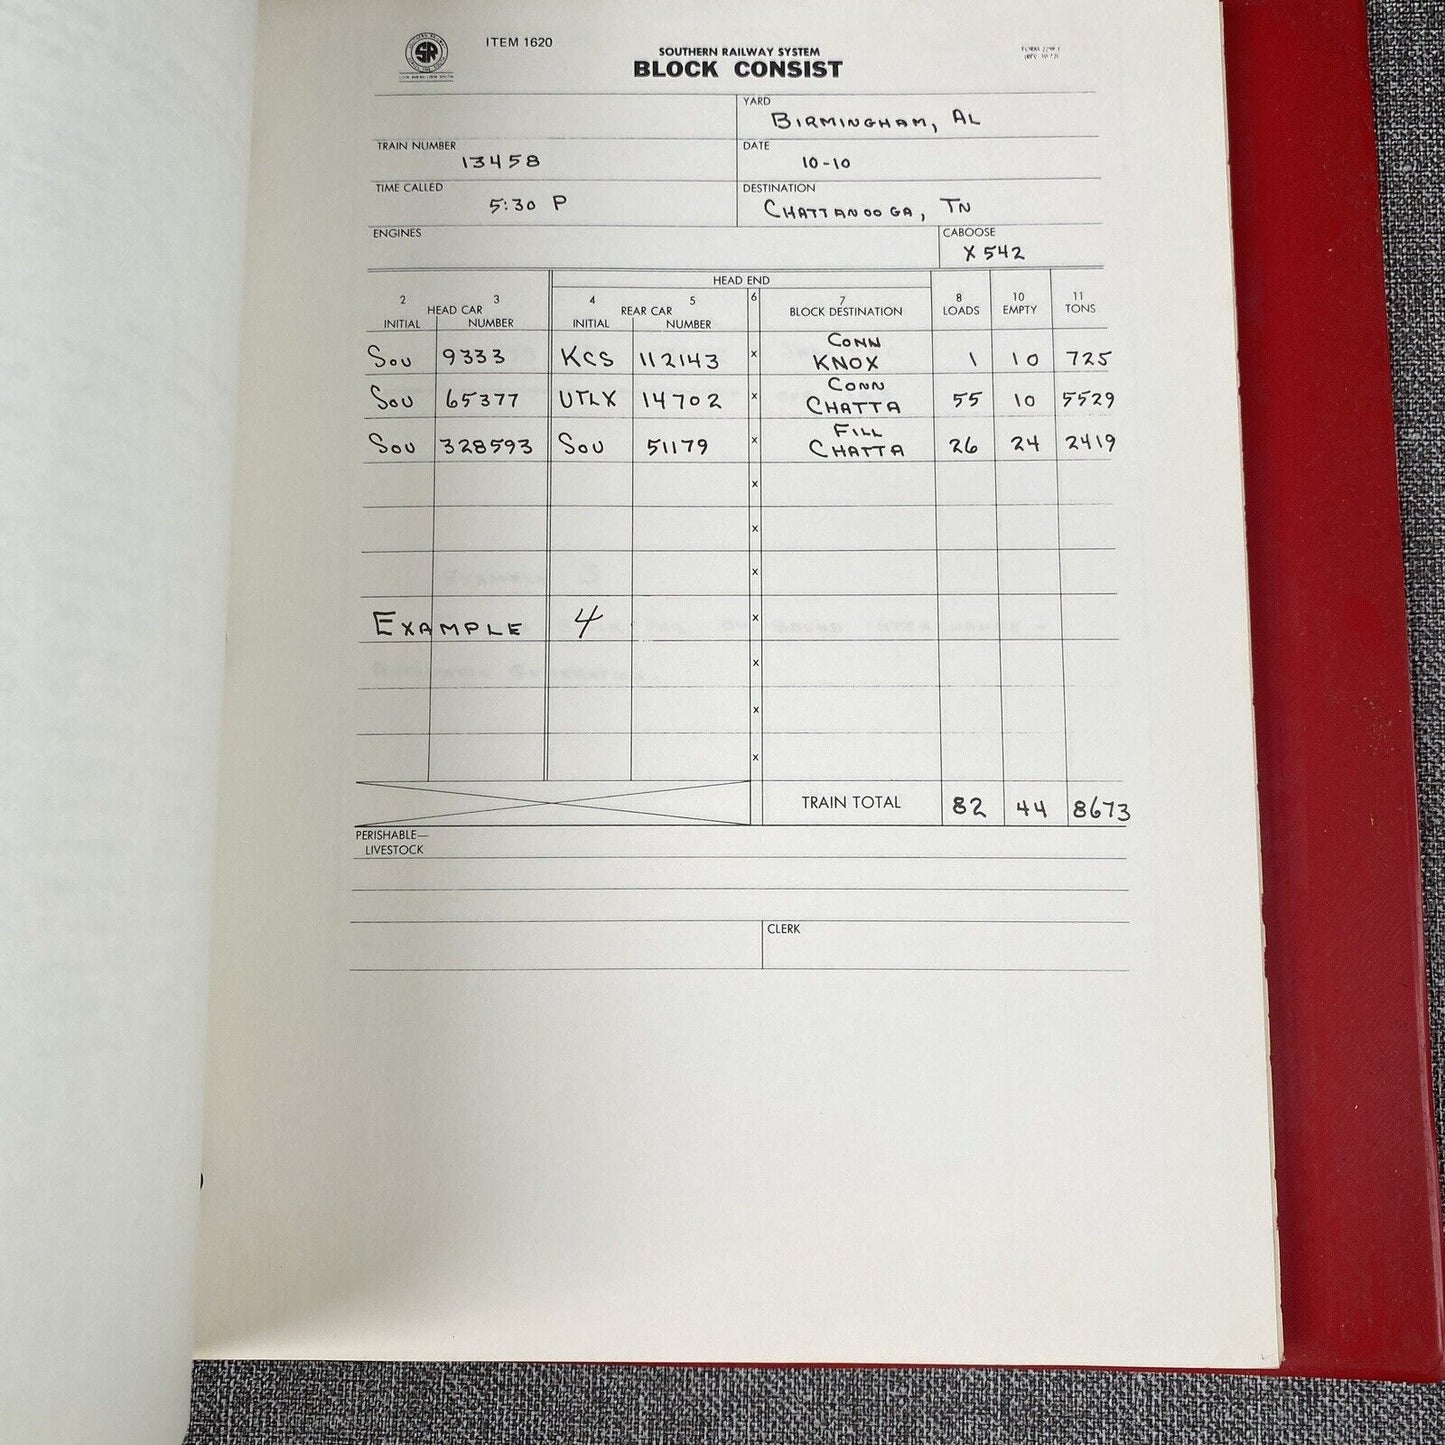 SR
ITEM 1620
SOUTHERN RAILWAY SYSTEM
BLOCK CONSIST
YARD
BIRMINGHAM, AL
TRAIN NUMBER
13458
DATE
10-10
TIME CALLED
5:30 P
DESTINATION
CHATTANOOGA, TN
ENGINES
CABOOSE
X 542
HEAD END
2 3 4 5 6 7 8 10 11
HEAD CAR REAR CAR BLOCK DESTINATION LOADS EMPTY TONS
INITIAL NUMBER INITIAL NUMBER
CONN
SOU 9333 KCS 112143 X KNOX 1 10 725
CONN
SOU 65377 UTLX 14702 X CHATTA 55 10 5529
FILL
SOU 328593 SOU 51179 X CHATTA 26 24 2419
X
X
X
EXAMPLE 4 X
X
X
X
TRAIN TOTAL 82 44 8673
PERISHABLE—
LIVESTOCK
CLERK